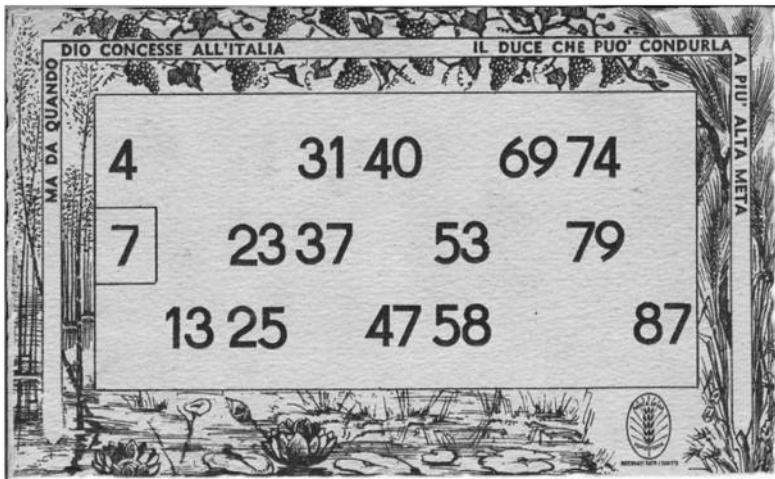 MA DA QUANDO
DIO CONCESSE ALL'ITALIA
IL DUCE CHE PUO' CONDURLA
A PIU' ALTA META
4 31 40 69 74
7 23 37 53 79
13 25 47 58 87